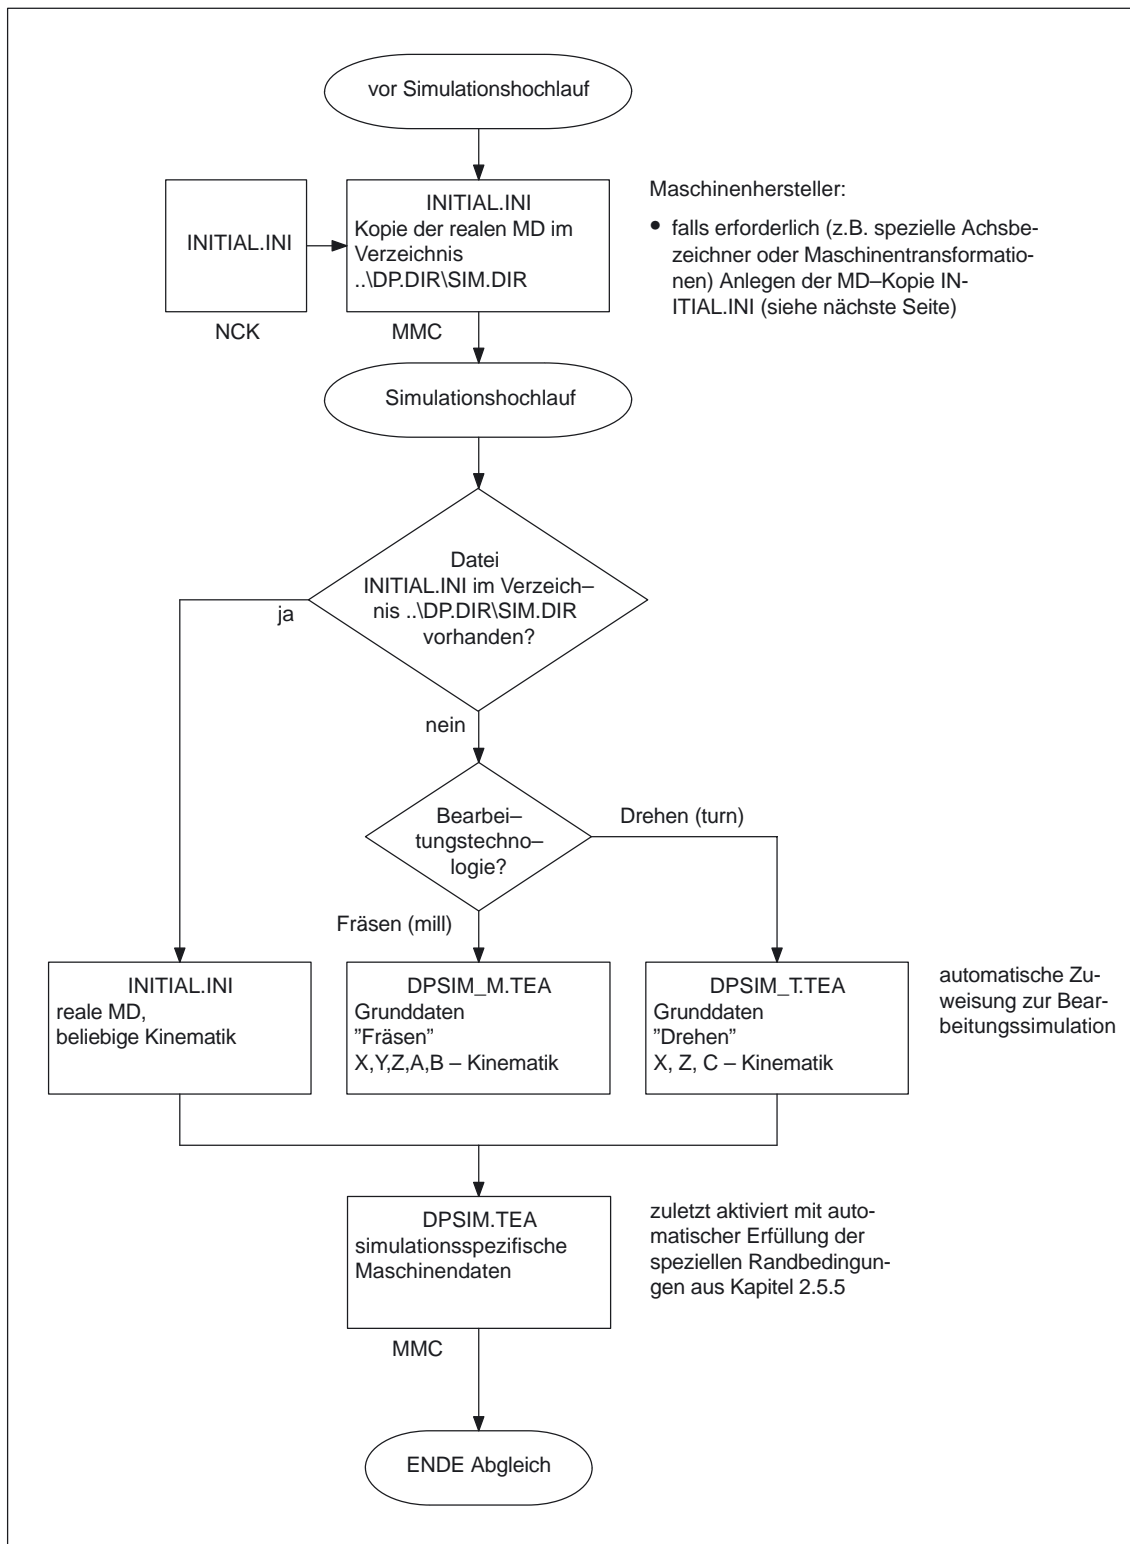 vor Simulationshochlauf
INITIAL.INI
NCK
INITIAL.INI
Kopie der realen MD im
Verzeichnis
..\DP.DIR\SIM.DIR
MMC
Maschinenhersteller:
• falls erforderlich (z.B. spezielle Achsbe-
zeichner oder Maschinentransformatio-
nen) Anlegen der MD–Kopie IN-
ITIAL.INI (siehe nächste Seite)
Simulationshochlauf
Datei
INITIAL.INI im Verzeich–
nis ..\DP.DIR\SIM.DIR
vorhanden?
ja
nein
Bearbei–
tungstechno–
logie?
Drehen (turn)
Fräsen (mill)
INITIAL.INI
reale MD,
beliebige Kinematik
DPSIM_M.TEA
Grunddaten
”Fräsen”
X,Y,Z,A,B – Kinematik
DPSIM_T.TEA
Grunddaten
”Drehen”
X, Z, C – Kinematik
automatische Zu-
weisung zur Bear-
beitungssimulation
DPSIM.TEA
simulationsspezifische
Maschinendaten
MMC
zuletzt aktiviert mit auto-
matischer Erfüllung der
speziellen Randbedingun-
gen aus Kapitel 2.5.5
ENDE Abgleich